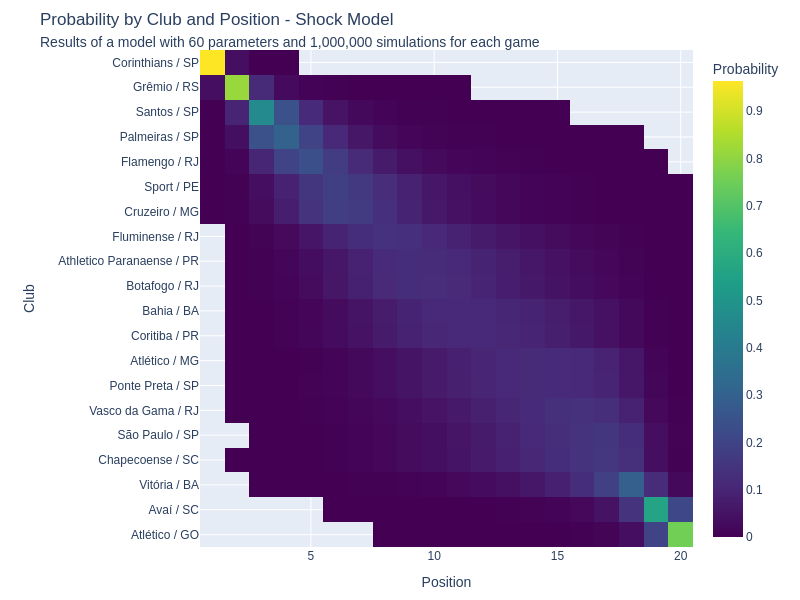 Probability by Club and Position - Shock Model
Results of a model with 60 parameters and 1,000,000 simulations for each game
Corinthians / SP
Grêmio / RS
Santos / SP
Palmeiras / SP
Flamengo / RJ
Sport / PE
Cruzeiro / MG
Fluminense / RJ
Athletico Paranaense / PR
Botafogo / RJ
Bahia / BA
Coritiba / PR
Atlético / MG
Ponte Preta / SP
Vasco da Gama / RJ
São Paulo / SP
Chapecoense / SC
Vitória / BA
Avaí / SC
Atlético / GO
Club
5
10
15
20
Position
Probability
0.9
0.8
0.7
0.6
0.5
0.4
0.3
0.2
0.1
0